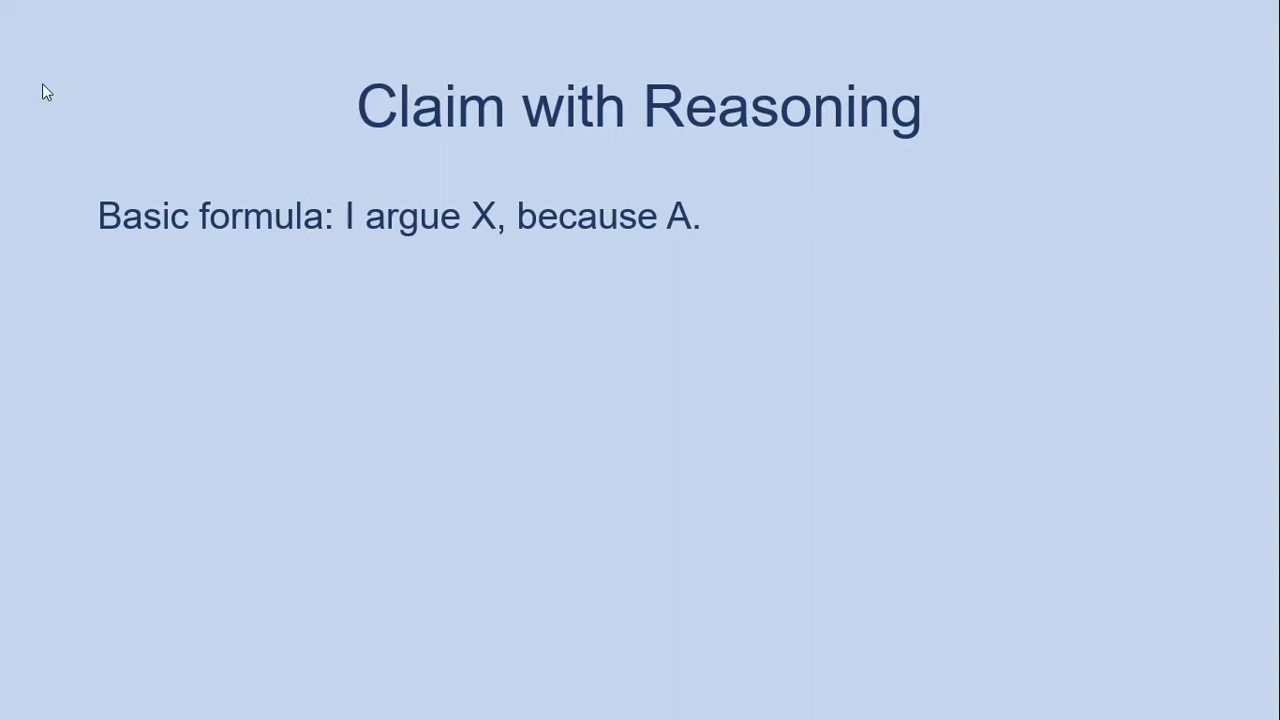 Claim with Reasoning
Basic formula: I argue X, because A.